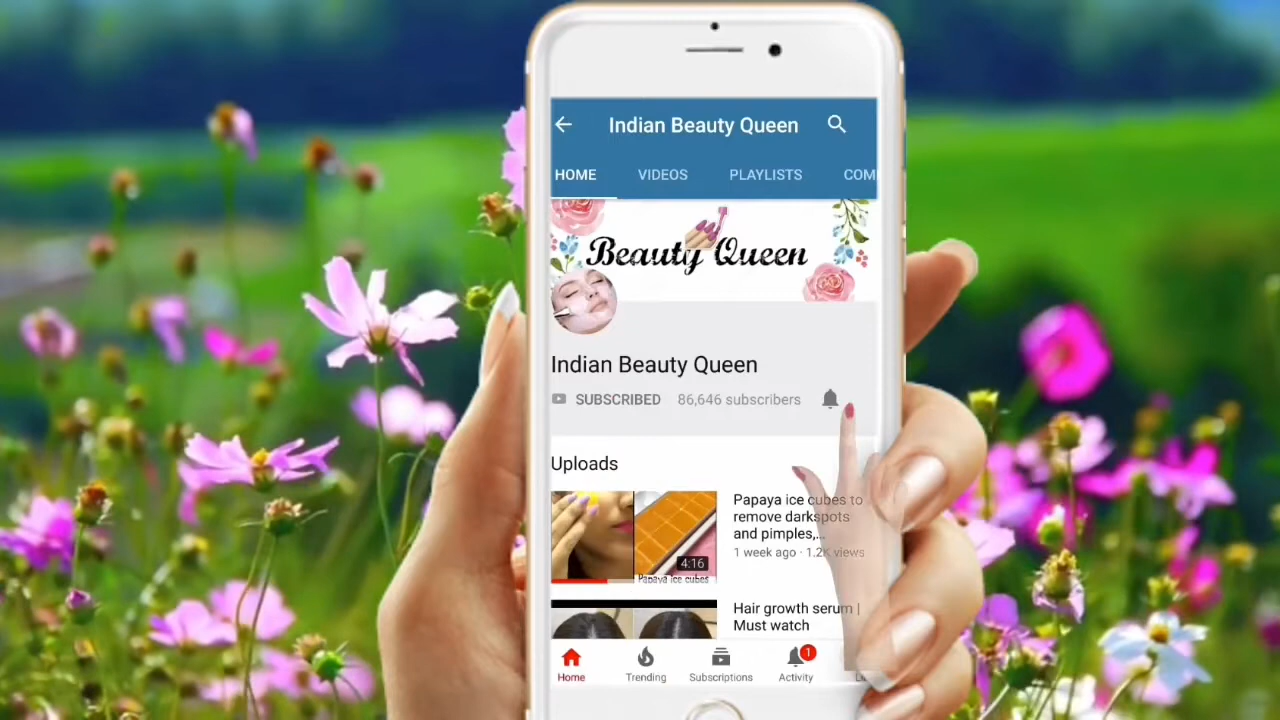 Indian Beauty Queen
HOME VIDEOS PLAYLISTS COM
Beauty Queen
Indian Beauty Queen
SUBSCRIBED 86,646 subscribers
Uploads
Papaya ice cubes to
remove darkspots
and pimples,...
1 week ago · 1.2K views
4:16
Papaya ice cubes
Hair growth serum |
Must watch
1
Home Trending Subscriptions Activity